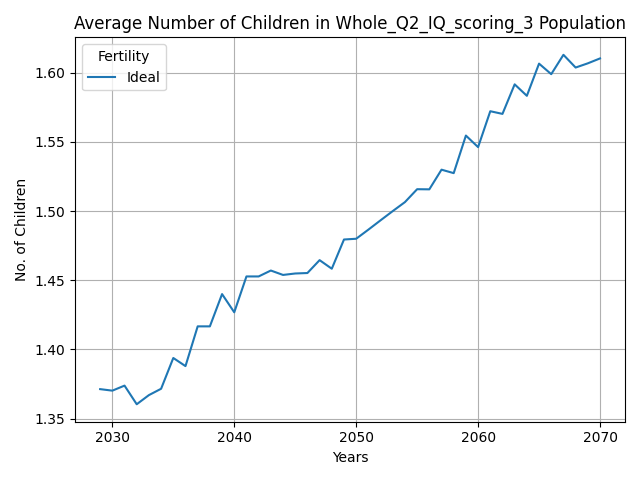 Average Number of Children in Whole_Q2_IQ_scoring_3 Population
Fertility
Ideal
1.60
1.55
1.50
1.45
1.40
1.35
No. of Children
2030 2040 2050 2060 2070
Years